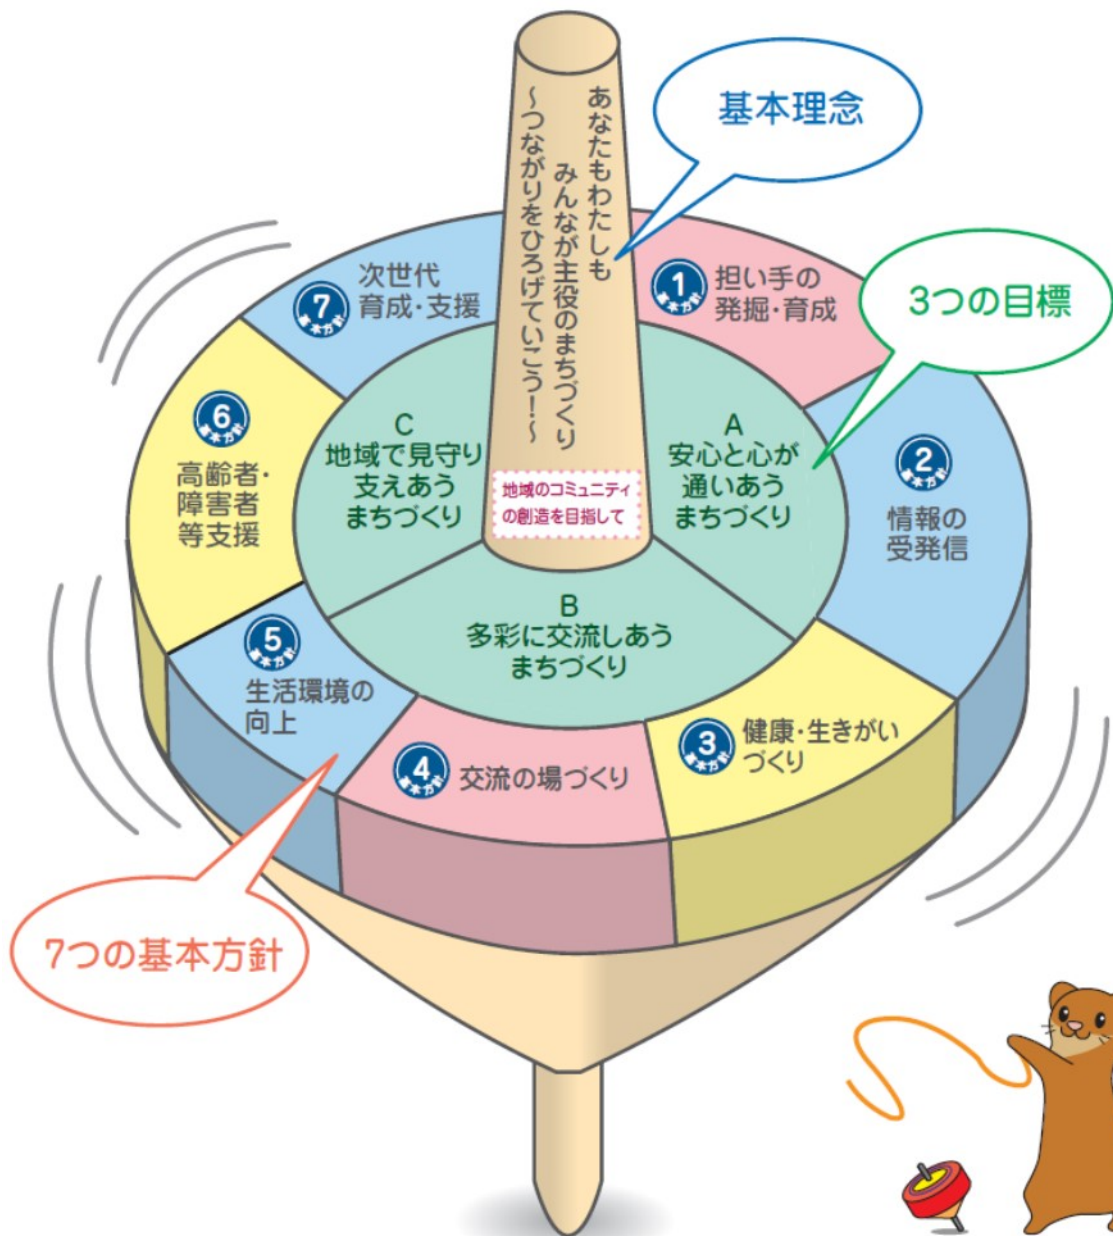 あなたもわたしも
みんなが主役のまちづくり
～つながりをひろげていこう！～
地域のコミュニティ
の創造を目指して
基本理念
3つの目標
7つの基本方針
A
安心と心が
通いあう
まちづくり
B
多彩に交流しあう
まちづくり
C
地域で見守り
支えあう
まちづくり
1
基本方針
担い手の
発掘・育成
2
基本方針
情報の
受発信
3
基本方針
健康・生きがい
づくり
4
基本方針
交流の場づくり
5
基本方針
生活環境の
向上
6
基本方針
高齢者・
障害者
等支援
7
基本方針
次世代
育成・支援